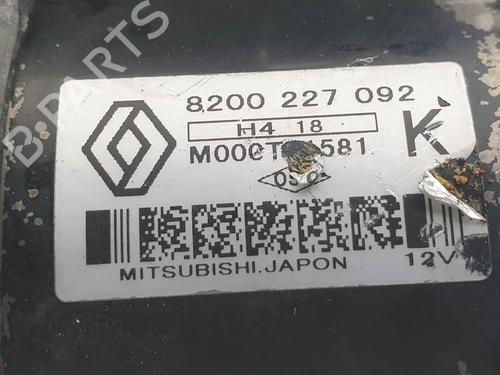 B-PARTS
8200 227 092
H4 18
K
MITSUBISHI.JAPON
12V